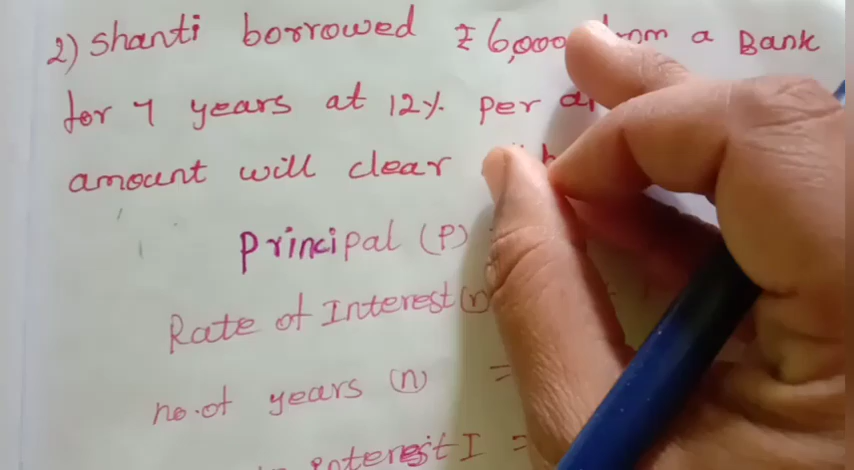 2) Shanti borrowed ₹6,000 from a Bank
for 7 years at 12% per
amount will clear
Principal (P)
Rate of Interest (r)
no. of years (n) =
interest I =